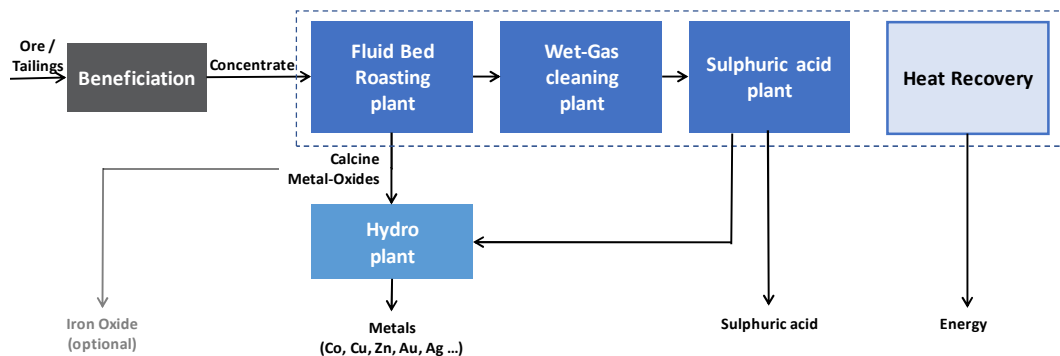 Ore /
Tailings
Beneficiation
Concentrate
Fluid Bed
Roasting
plant
Wet-Gas
cleaning
plant
Sulphuric acid
plant
Heat Recovery
Calcine
Metal-Oxides
Hydro
plant
Iron Oxide
(optional)
Metals
(Co, Cu, Zn, Au, Ag ...)
Sulphuric acid
Energy